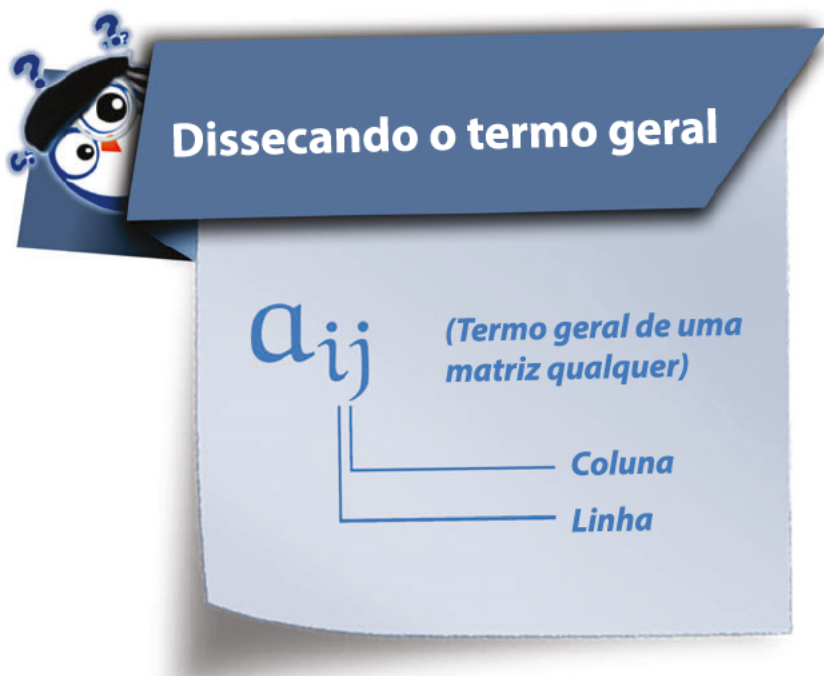 ? ? ? ?
Dissecando o termo geral
aij
(Termo geral de uma
matriz qualquer)
Coluna
Linha